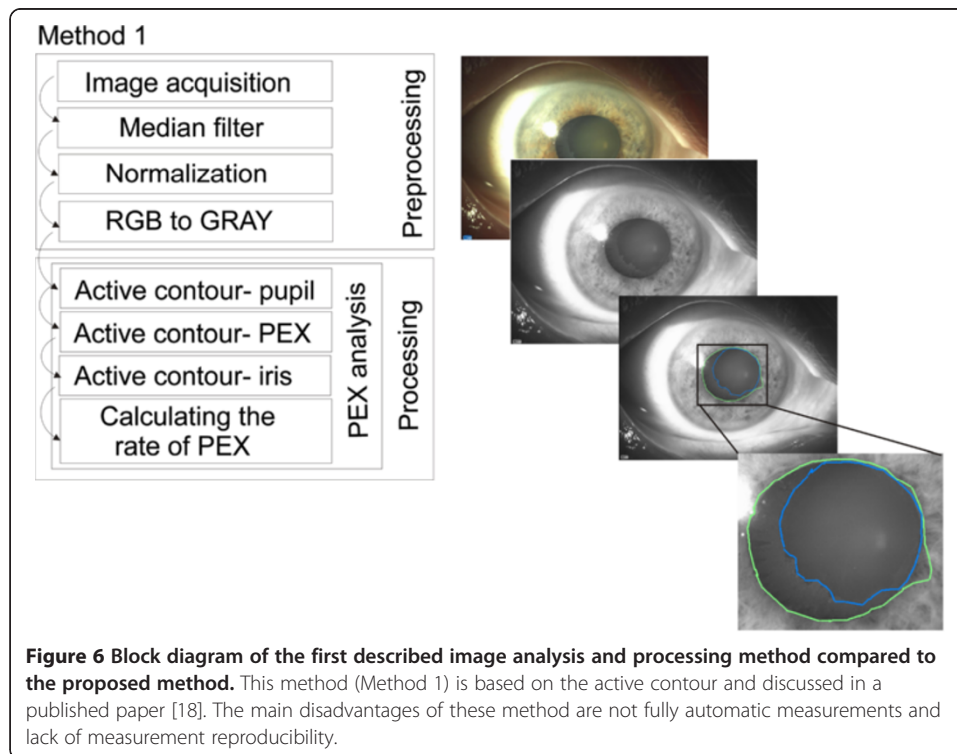 Method 1
Image acquisition
Median filter
Normalization
RGB to GRAY
Preprocessing
Active contour- pupil
Active contour- PEX
Active contour- iris
Calculating the
rate of PEX
PEX analysis
Processing
Figure 6 Block diagram of the first described image analysis and processing method compared to
the proposed method. This method (Method 1) is based on the active contour and discussed in a
published paper [18]. The main disadvantages of these method are not fully automatic measurements and
lack of measurement reproducibility.